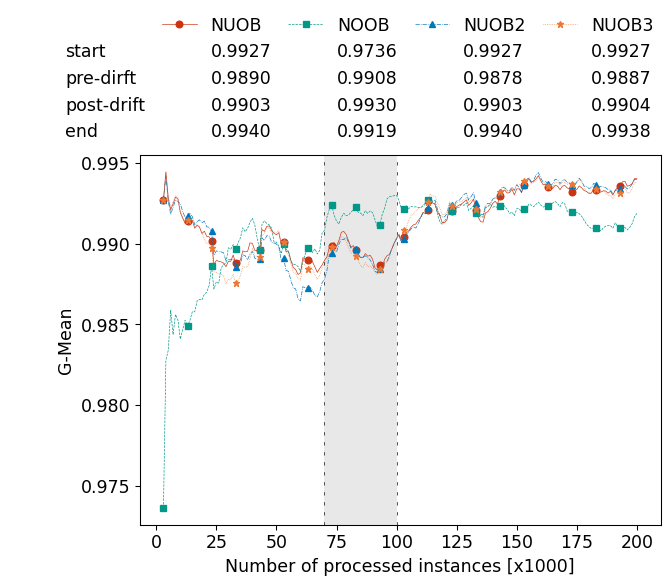 NUOB NOOB NUOB2 NUOB3
start 0.9927 0.9736 0.9927 0.9927
pre-dirft 0.9890 0.9908 0.9878 0.9887
post-drift 0.9903 0.9930 0.9903 0.9904
end 0.9940 0.9919 0.9940 0.9938
0.995
0.990
0.985
0.980
0.975
G-Mean
0 25 50 75 100 125 150 175 200
Number of processed instances [x1000]